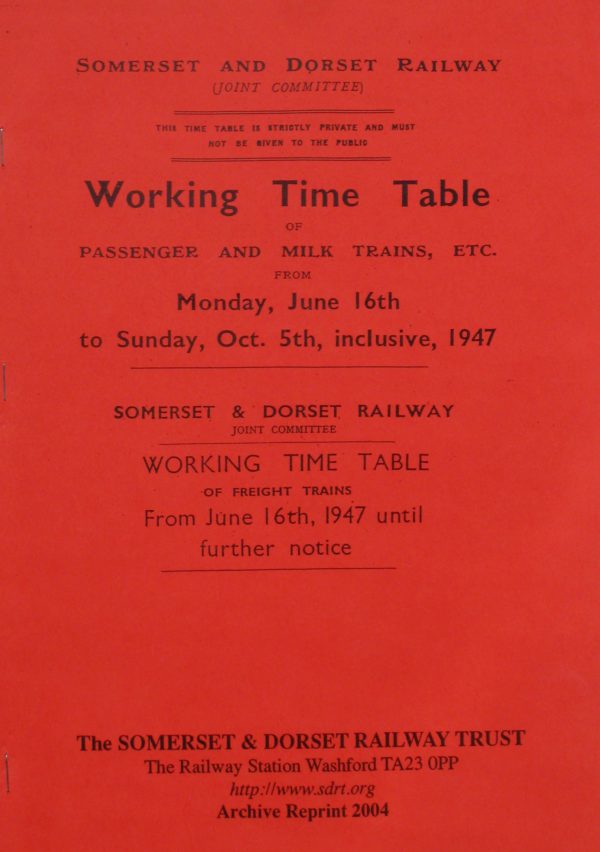 SOMERSET AND DORSET RAILWAY
(JOINT COMMITTEE)
THIS TIME TABLE IS STRICTLY PRIVATE AND MUST
NOT BE GIVEN TO THE PUBLIC
Working Time Table
OF
PASSENGER AND MILK TRAINS, ETC.
FROM
Monday, June 16th
to Sunday, Oct. 5th, inclusive, 1947
SOMERSET & DORSET RAILWAY
JOINT COMMITTEE
WORKING TIME TABLE
OF FREIGHT TRAINS
From June 16th, 1947 until
further notice
The SOMERSET & DORSET RAILWAY TRUST
The Railway Station Washford TA23 0PP
http://www.sdrt.org
Archive Reprint 2004